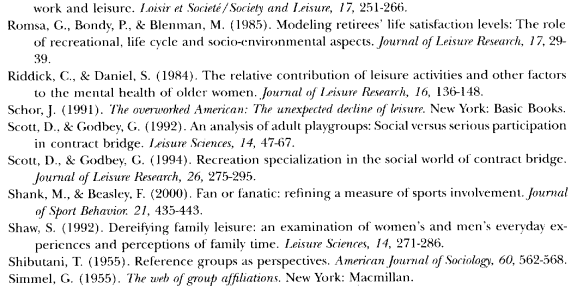 work and leisure. Loisir et Societé/Society and Leisure, 17, 251-266.
Romsa, G., Bondy, P., & Blenman, M. (1985). Modeling retirees' life satisfaction levels: The role
of recreational, life cycle and socio-environmental aspects. Journal of Leisure Research, 17, 29-
39.
Riddick, C., & Daniel, S. (1984). The relative contribution of leisure activities and other factors
to the mental health of older women. Journal of Leisure Research, 16, 136-148.
Schor, J. (1991). The overworked American: The unexpected decline of leisure. New York: Basic Books.
Scott, D., & Godbey, G. (1992). An analysis of adult playgroups: Social versus serious participation
in contract bridge. Leisure Sciences, 14, 47-67.
Scott, D., & Godbey, G. (1994). Recreation specialization in the social world of contract bridge.
Journal of Leisure Research, 26, 275-295.
Shank, M., & Beasley, F. (2000). Fan or fanatic: refining a measure of sports involvement. Journal
of Sport Behavior. 21, 435-443.
Shaw, S. (1992). Dereifying family leisure: an examination of women's and men's everyday ex-
periences and perceptions of family time. Leisure Sciences, 14, 271-286.
Shibutani, T. (1955). Reference groups as perspectives. American Journal of Sociology, 60, 562-568.
Simmel, G. (1955). The web of group affiliations. New York: Macmillan.